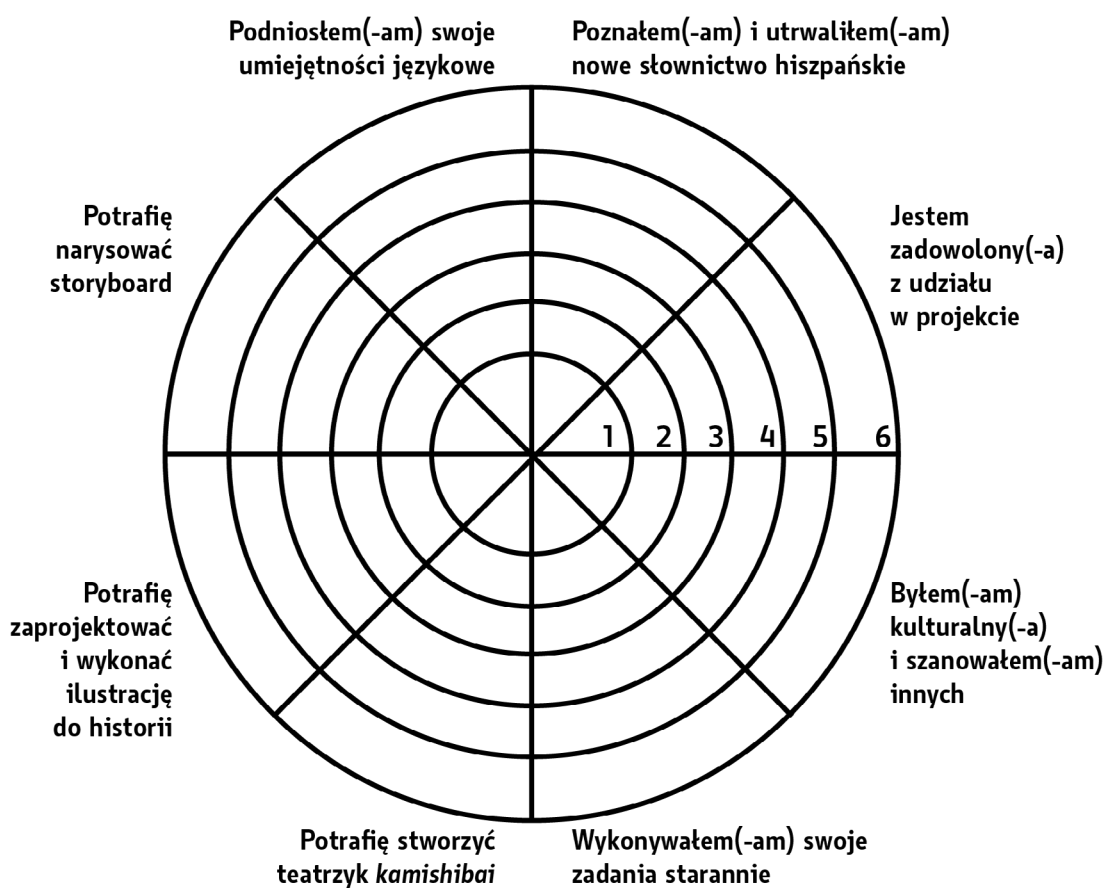 Podniosłem(-am) swoje
umiejętności językowe
Poznałem(-am) i utrwaliłem(-am)
nowe słownictwo hiszpańskie
Potrafię
narysować
storyboard
Jestem
zadowolony(-a)
z udziału
w projekcie
1 2 3 4 5 6
Potrafię
zaprojektować
i wykonać
ilustrację
do historii
Byłem(-am)
kulturalny(-a)
i szanowałem(-am)
innych
Potrafię stworzyć
teatrzyk kamishibai
Wykonywałem(-am) swoje
zadania starannie